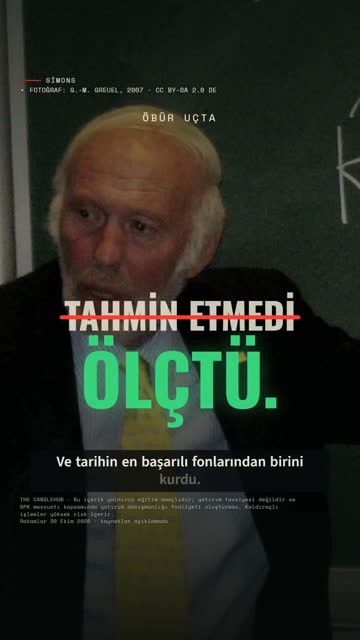 SİMONS
• FOTOĞRAF: G.-M. GREUEL, 2007 · CC BY-SA 2.0 DE
ÖBÜR UÇTA
TAHMİN ETMEDİ
ÖLÇTÜ.
Ve tarihin en başarılı fonlarından birini
kurdu.
THE CANDLEHUB · Bu içerik yalnızca eğitim amaçlıdır; yatırım tavsiyesi değildir ve
SPK mevzuatı kapsamında yatırım danışmanlığı faaliyeti oluşturmaz. Kaldıraçlı
işlemler yüksek risk içerir.
Rakamlar 30 Ekim · kaynaklar açıklamada